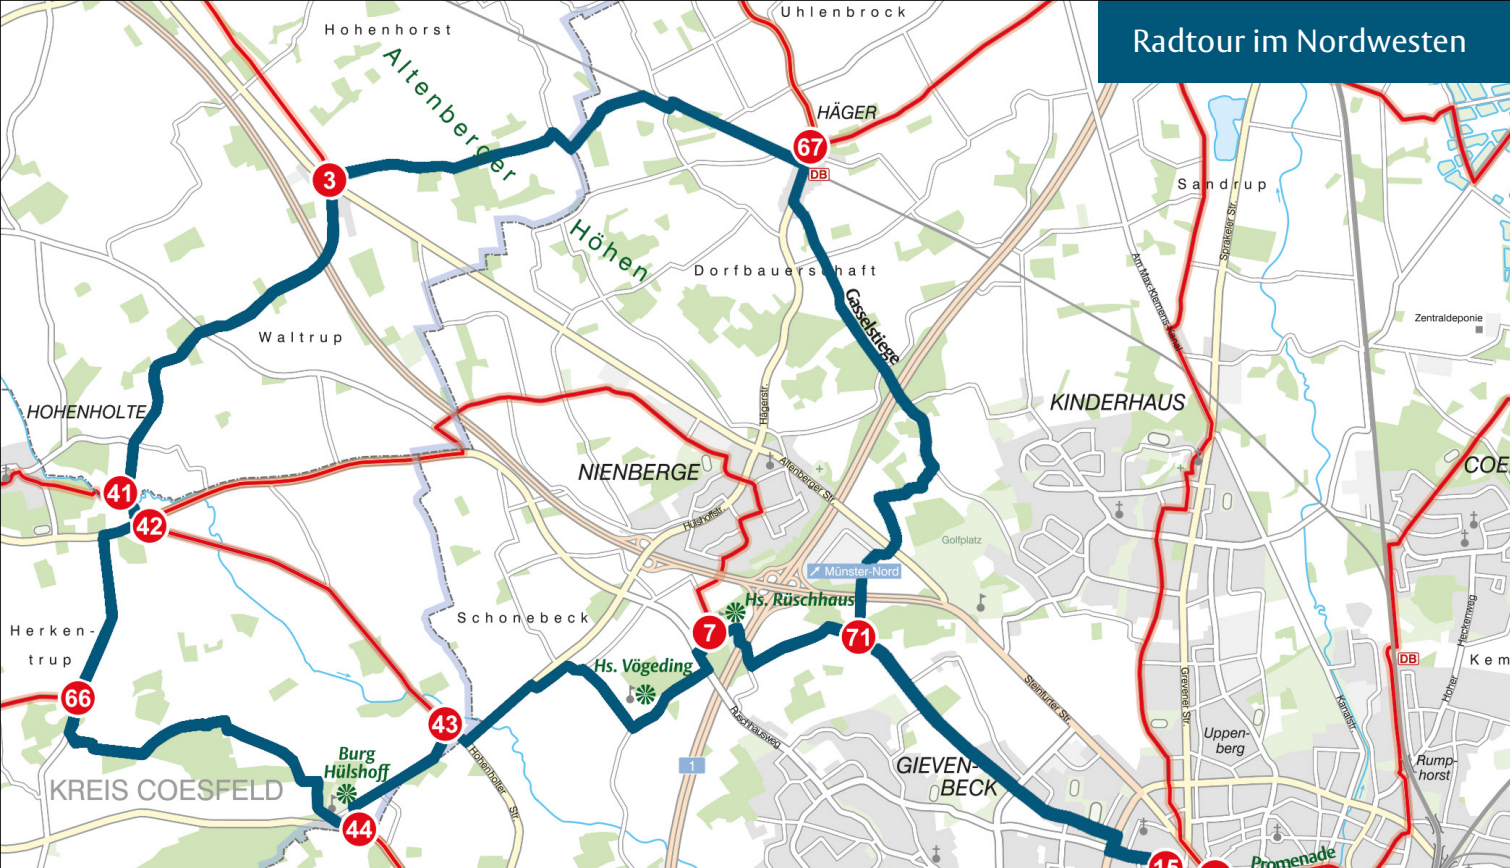 Radtour im Nordwesten
Uhlenbrock
Hohenhorst
Altenberger
Höhen
HÄGER
67
DB
3
Sandrup
Sprakeler Str.
Am Max-Klemens-Kanal
Dorfbauerschaft
Gasselstiege
Zentraldeponie
Waltrup
HOHENHOLTE
KINDERHAUS
Hägerstr.
NIENBERGE
Altenberger Str.
COE
41
42
Hülshoffstr.
Golfplatz
Münster-Nord
Hs. Rüschhaus
Schonebeck
7
71
Herken-
trup
Heckenweg
Hoher
DB
Kem
Hs. Vögeding
66
Steinfurter Str.
Grevener Str.
Kanalstr.
43
Rüschhausweg
Uppen-
berg
Burg
Hülshoff
1
GIEVEN-
BECK
Rump-
horst
KREIS COESFELD
Hohenholter Str.
44
15
Promenade